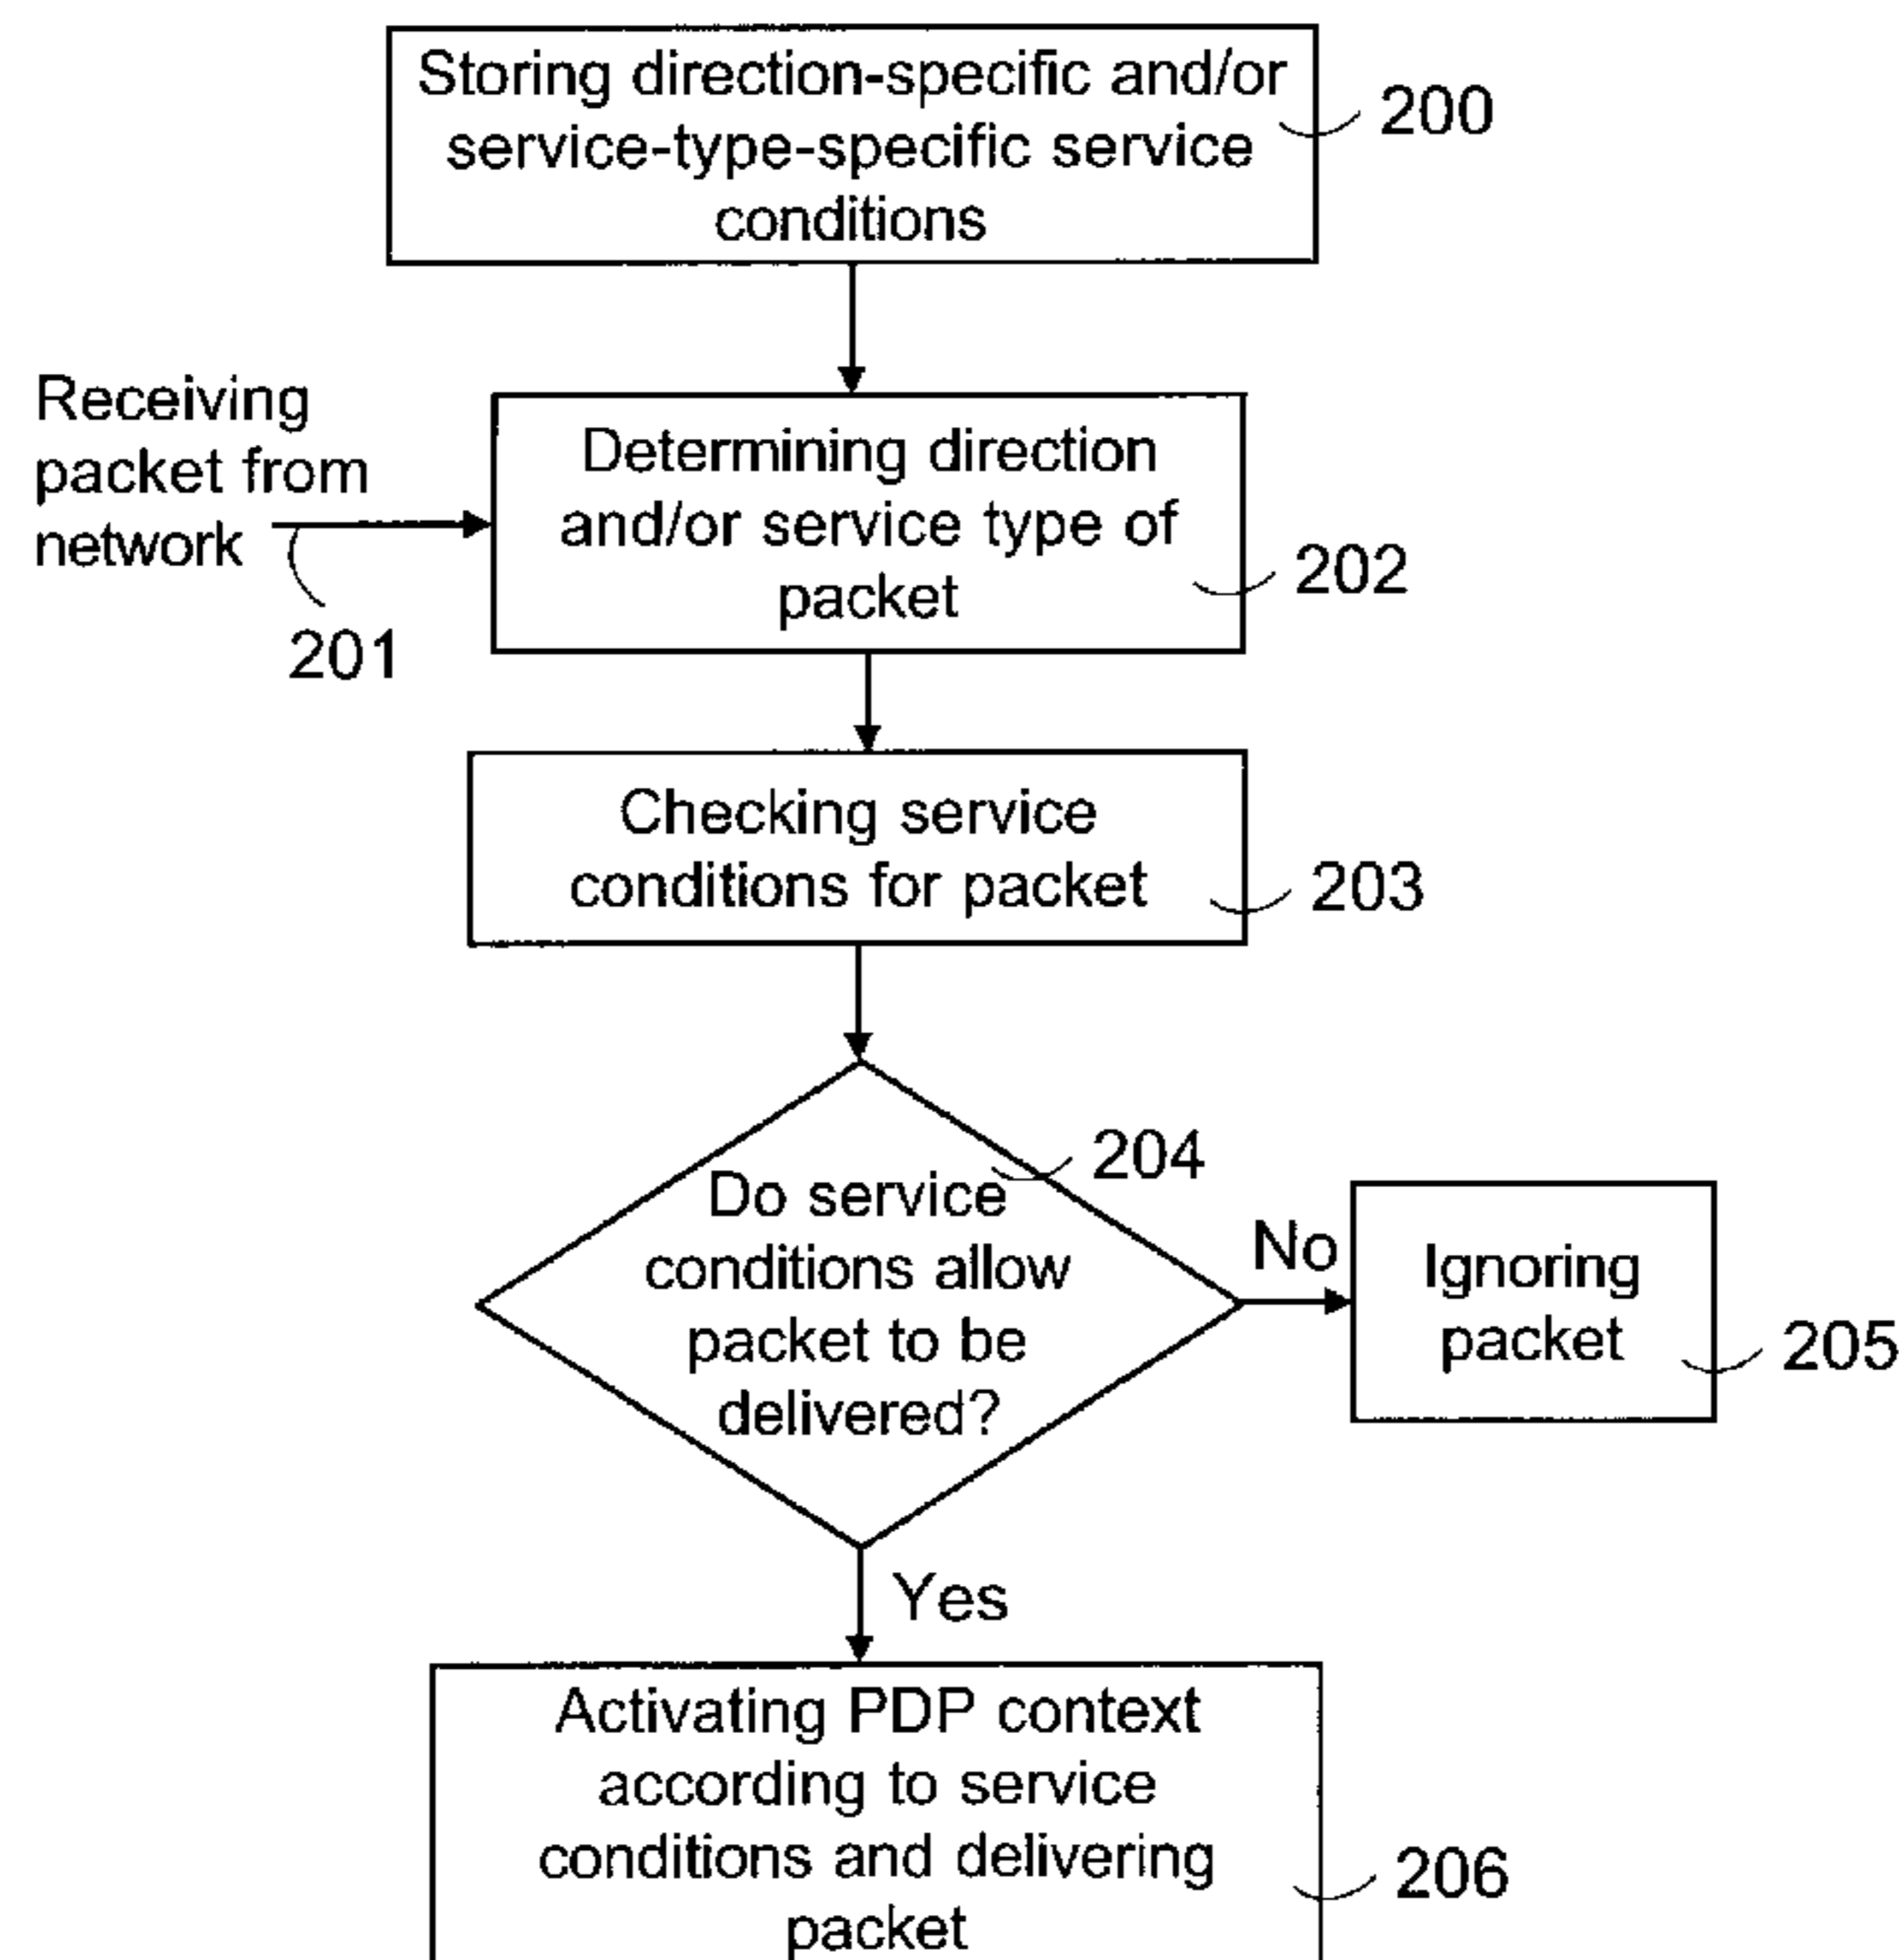 Storing direction-specific and/or
service-type-specific service
conditions
200
Receiving
packet from
network
201
Determining direction
and/or service type of
packet
202
Checking service
conditions for packet
203
204
Do service
conditions allow
packet to be
delivered?
No
Ignoring
packet
205
Yes
Activating PDP context
according to service
conditions and delivering
packet
206